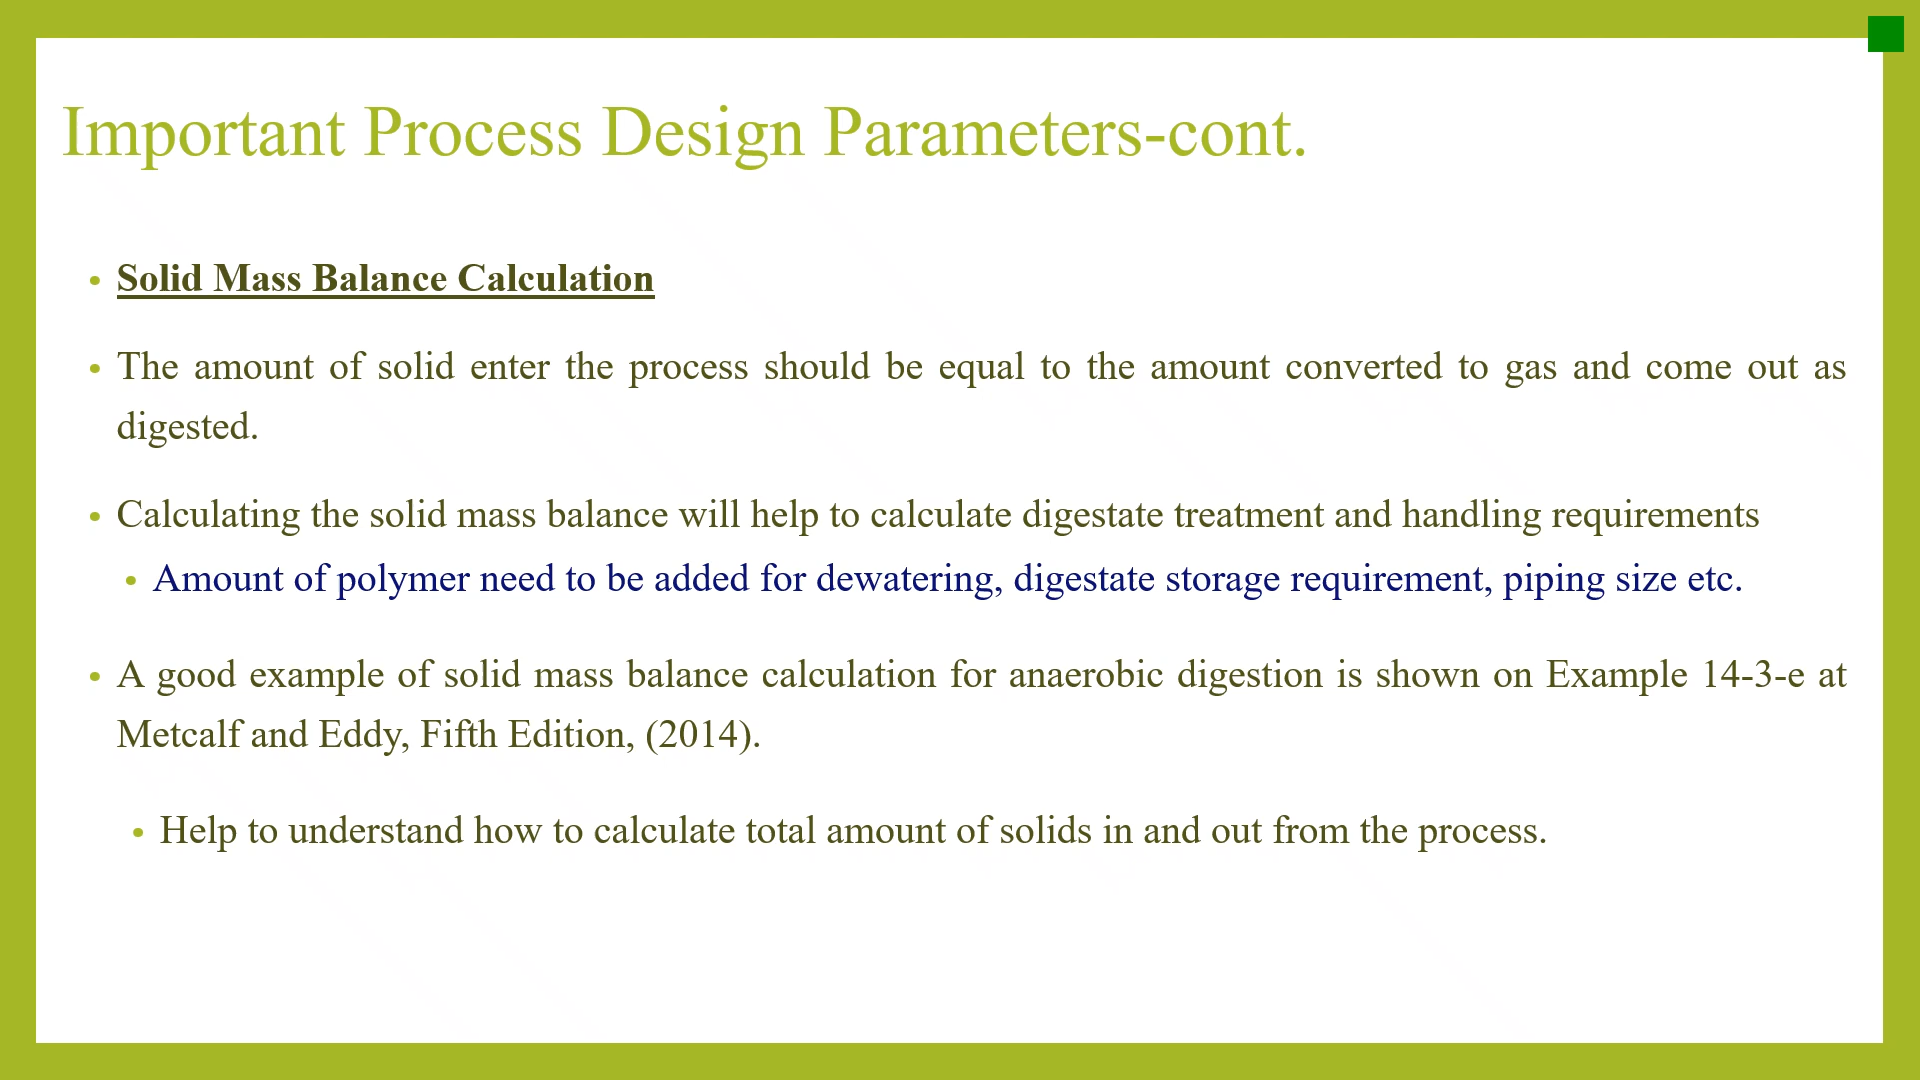 Important Process Design Parameters-cont.
• Solid Mass Balance Calculation
• The amount of solid enter the process should be equal to the amount converted to gas and come out as
digested.
• Calculating the solid mass balance will help to calculate digestate treatment and handling requirements
• Amount of polymer need to be added for dewatering, digestate storage requirement, piping size etc.
• A good example of solid mass balance calculation for anaerobic digestion is shown on Example 14-3-e at
Metcalf and Eddy, Fifth Edition, (2014).
• Help to understand how to calculate total amount of solids in and out from the process.